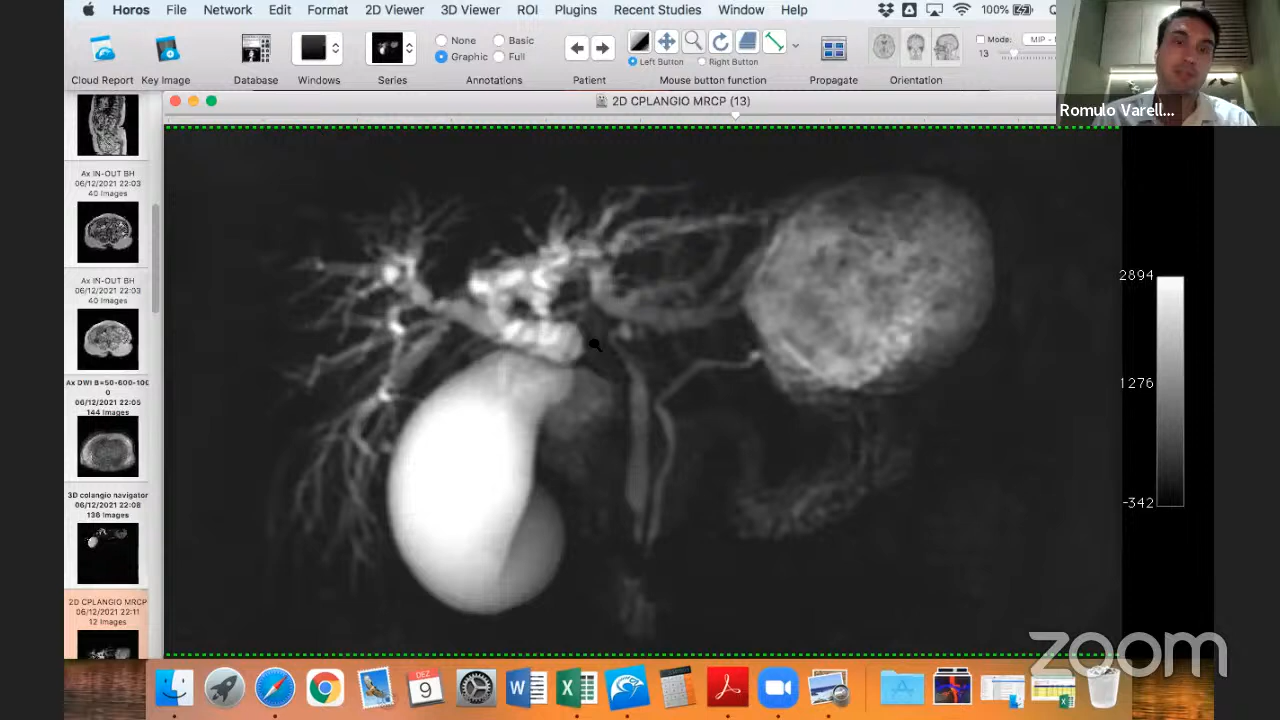 Horos File Network Edit Format 2D Viewer 3D Viewer ROI Plugins Recent Studies Window Help 100%
None Basic
Graphic Full
Mode:
13 MIP -
Left Button Right Button
Cloud Report Key Image Database Windows Series Annotations Patient Mouse button function Propagate Orientation
2D CPLANGIO MRCP (13)
Romulo Varell...
Ax IN-OUT BH
06/12/2021 22:03
40 Images
Ax IN-OUT BH
06/12/2021 22:03
40 Images
Ax DWI B=50-600-100
0
06/12/2021 22:05
144 Images
3D colangio navigator
06/12/2021 22:08
136 Images
2D CPLANGIO MRCP
06/12/2021 22:11
12 Images
2894
1276
-342
zoom
DEZ
9